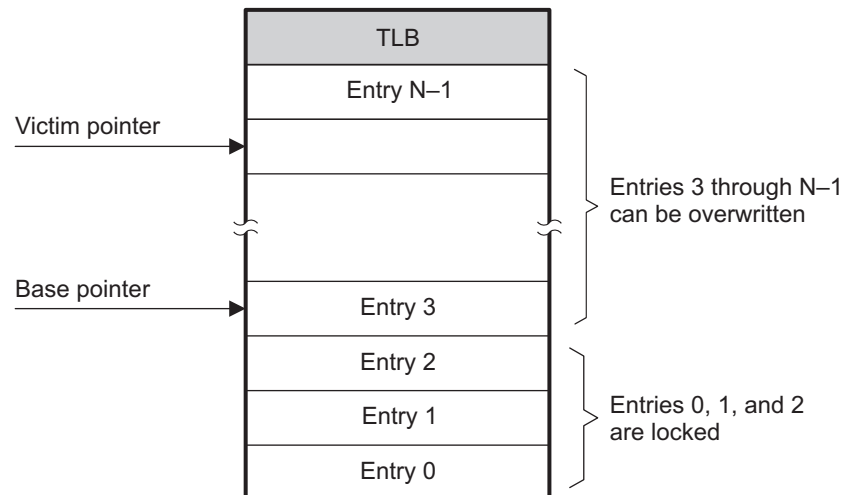 TLB
Entry N–1
Victim pointer
Entries 3 through N–1
can be overwritten
Base pointer
Entry 3
Entry 2
Entry 1
Entries 0, 1, and 2
are locked
Entry 0